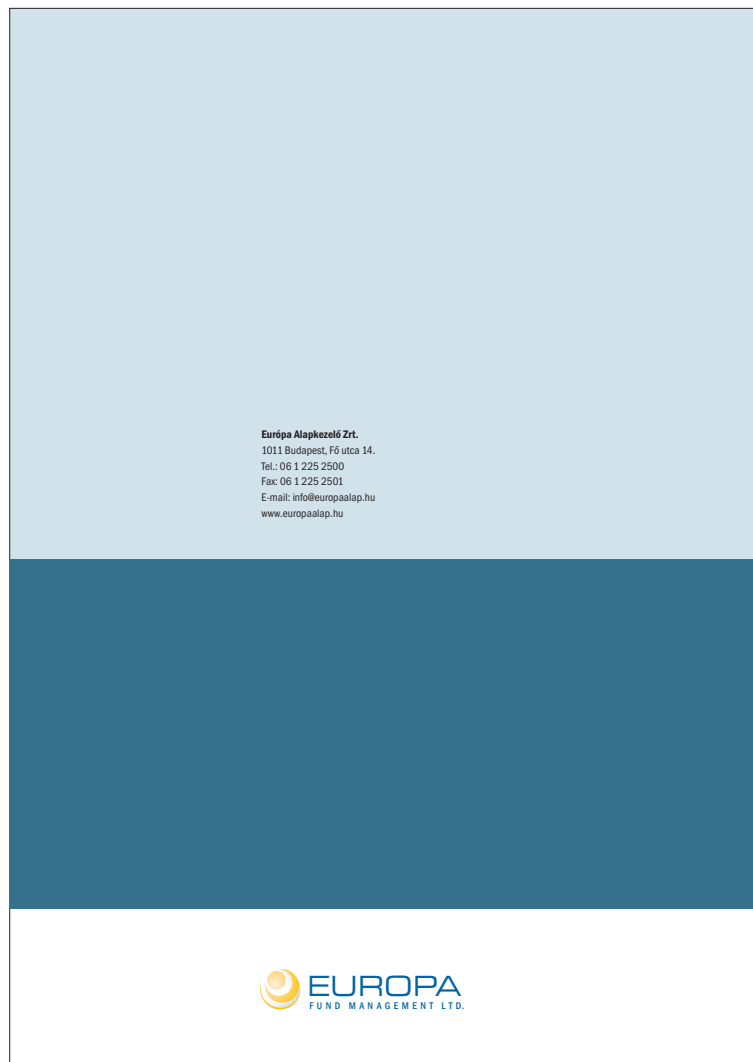 Európa Alapkezelő Zrt.
1011 Budapest, Fő utca 14.
Tel.: 06 1 225 2500
Fax: 06 1 225 2501
E-mail: info@europaalap.hu
www.europaalap.hu
EUROPA
FUND MANAGEMENT LTD.